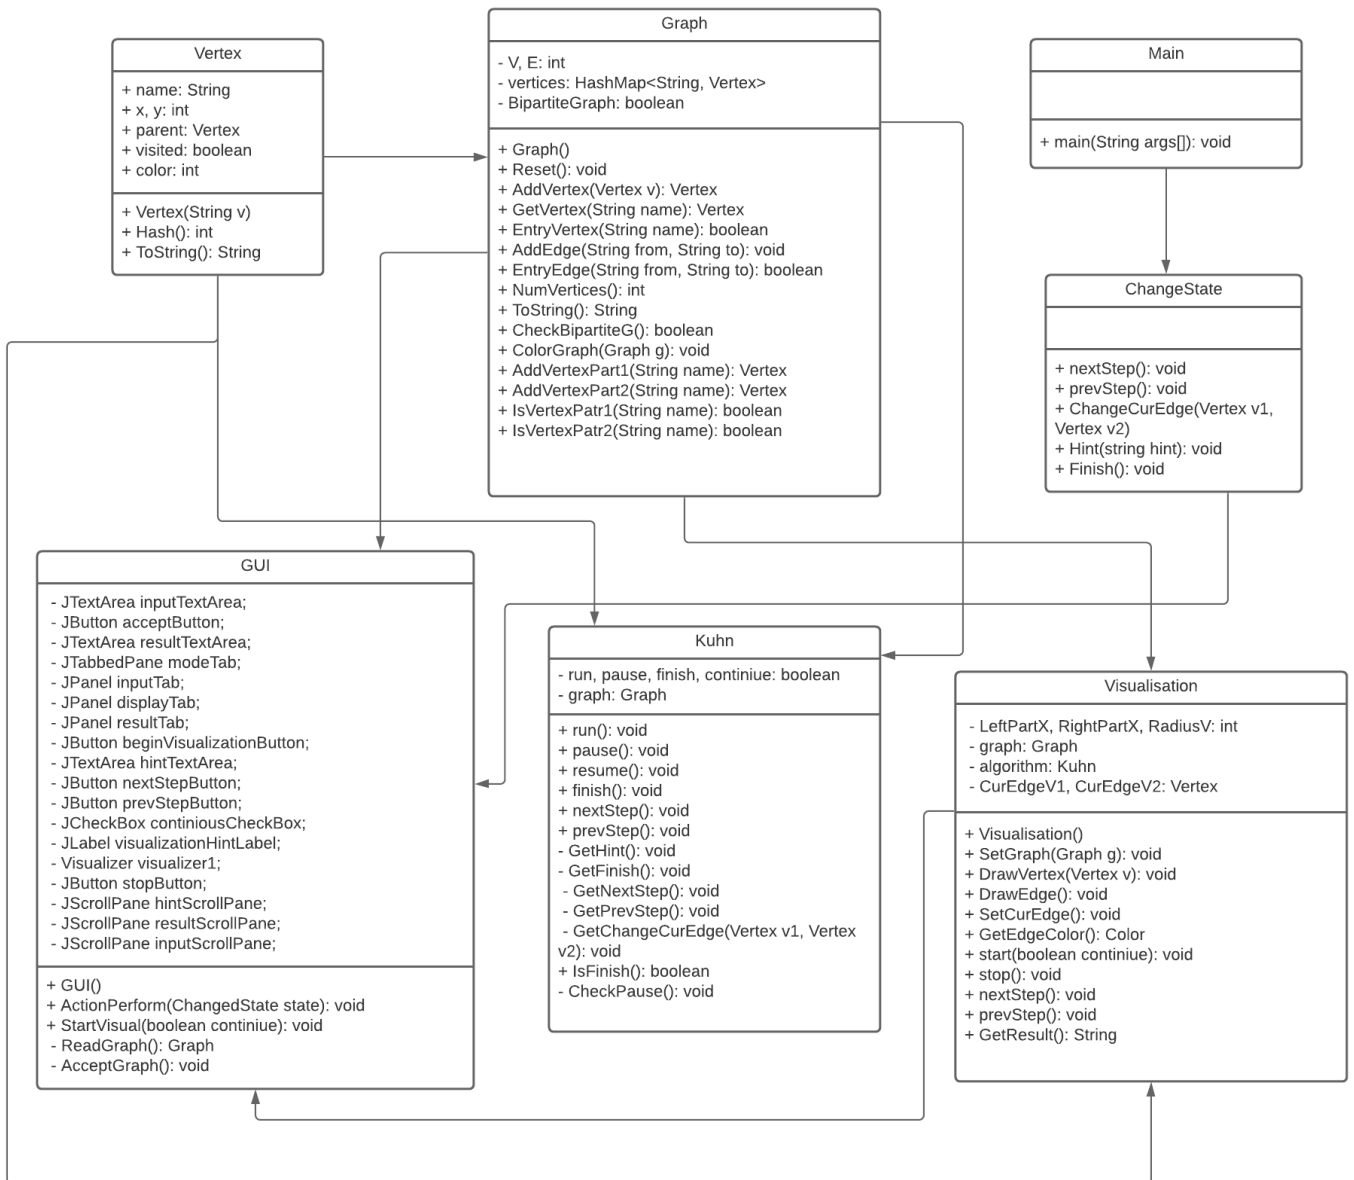 Vertex
+ name: String
+ x, y: int
+ parent: Vertex
+ visited: boolean
+ color: int
+ Vertex(String v)
+ Hash(): int
+ ToString(): String
Graph
- V, E: int
- vertices: HashMap<String, Vertex>
- BipartiteGraph: boolean
+ Graph()
+ Reset(): void
+ AddVertex(Vertex v): Vertex
+ GetVertex(String name): Vertex
+ EntryVertex(String name): boolean
+ AddEdge(String from, String to): void
+ EntryEdge(String from, String to): boolean
+ NumVertices(): int
+ ToString(): String
+ CheckBipartiteG(): boolean
+ ColorGraph(Graph g): void
+ AddVertexPart1(String name): Vertex
+ AddVertexPart2(String name): Vertex
+ IsVertexPatr1(String name): boolean
+ IsVertexPatr2(String name): boolean
Main
+ main(String args[]): void
ChangeState
+ nextStep(): void
+ prevStep(): void
+ ChangeCurEdge(Vertex v1,
Vertex v2)
+ Hint(string hint): void
+ Finish(): void
GUI
- JTextArea inputTextArea;
- JButton acceptButton;
- JTextArea resultTextArea;
- JTabbedPane modeTab;
- JPanel inputTab;
- JPanel displayTab;
- JPanel resultTab;
- JButton beginVisualizationButton;
- JTextArea hintTextArea;
- JButton nextStepButton;
- JButton prevStepButton;
- JCheckBox continiousCheckBox;
- JLabel visualizationHintLabel;
- Visualizer visualizer1;
- JButton stopButton;
- JScrollPane hintScrollPane;
- JScrollPane resultScrollPane;
- JScrollPane inputScrollPane;
+ GUI()
+ ActionPerform(ChangedState state): void
+ StartVisual(boolean continiue): void
- ReadGraph(): Graph
- AcceptGraph(): void
Kuhn
- run, pause, finish, continiue: boolean
- graph: Graph
+ run(): void
+ pause(): void
+ resume(): void
+ finish(): void
+ nextStep(): void
+ prevStep(): void
- GetHint(): void
- GetFinish(): void
- GetNextStep(): void
- GetPrevStep(): void
- GetChangeCurEdge(Vertex v1, Vertex
v2): void
+ IsFinish(): boolean
- CheckPause(): void
Visualisation
- LeftPartX, RightPartX, RadiusV: int
- graph: Graph
- algorithm: Kuhn
- CurEdgeV1, CurEdgeV2: Vertex
+ Visualisation()
+ SetGraph(Graph g): void
+ DrawVertex(Vertex v): void
+ DrawEdge(): void
+ SetCurEdge(): void
+ GetEdgeColor(): Color
+ start(boolean continiue): void
+ stop(): void
+ nextStep(): void
+ prevStep(): void
+ GetResult(): String